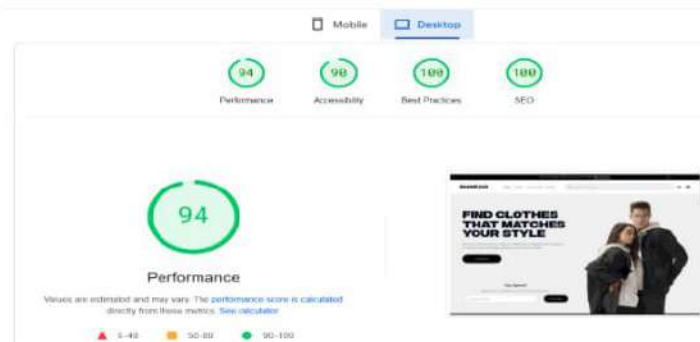 Mobile
Desktop
94
90
100
100
Performance
Accessibility
Best Practices
SEO
94
Performance
Values are estimated and may vary. The performance score is calculated
directly from these metrics. See calculator
0-49
50-89
90-100
FIND CLOTHES
THAT MATCHES
YOUR STYLE